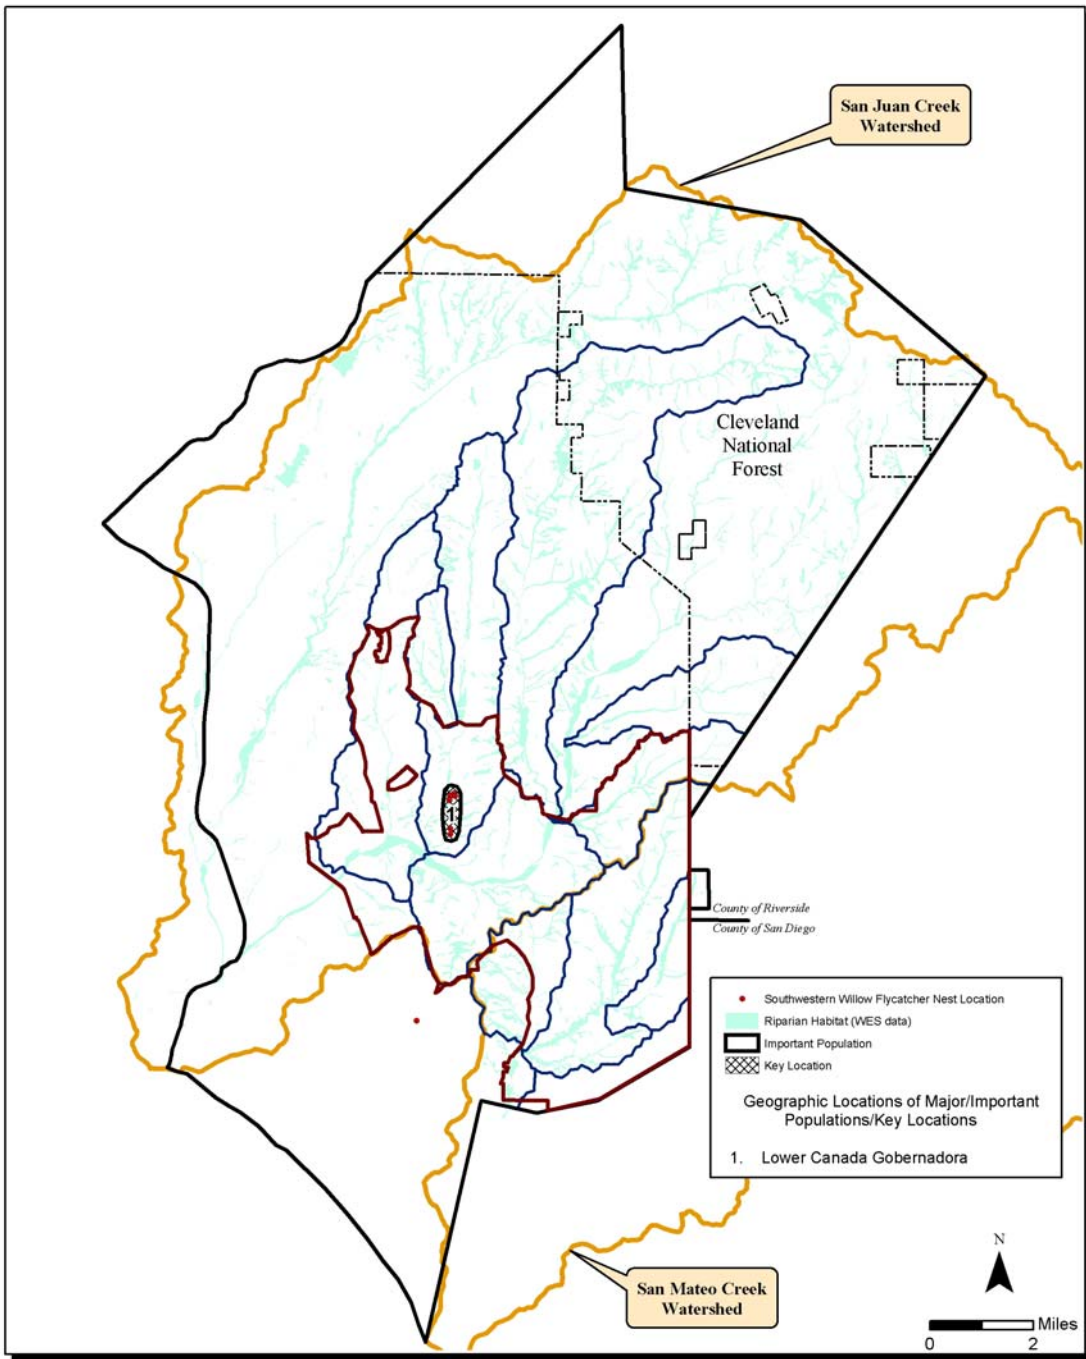 San Juan Creek
Watershed
Cleveland
National
Forest
1
County of Riverside
County of San Diego
Southwestern Willow Flycatcher Nest Location
Riparian Habitat (WES data)
Important Population
Key Location
Geographic Locations of Major/Important
Populations/Key Locations
1. Lower Canada Gobernadora
San Mateo Creek
Watershed
N
Miles
0 2